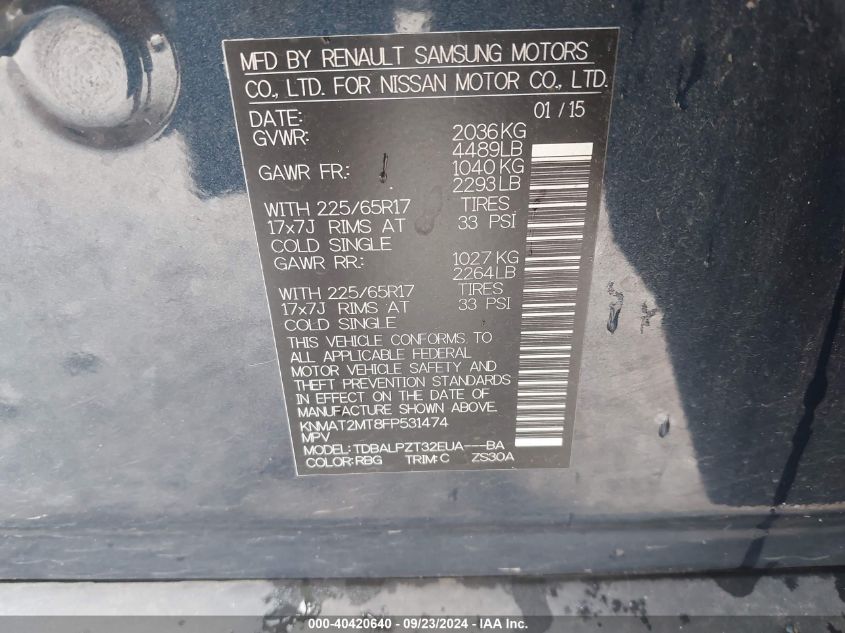 MFD BY RENAULT SAMSUNG MOTORS
CO., LTD. FOR NISSAN MOTOR CO., LTD.
DATE: 01/15
GVWR: 2036KG
4489LB
GAWR FR: 1040KG
2293LB
WITH 225/65R17 TIRES
17x7J RIMS AT 33 PSI
COLD SINGLE
GAWR RR: 1027KG
2264LB
WITH 225/65R17 TIRES
17x7J RIMS AT 33 PSI
COLD SINGLE
THIS VEHICLE CONFORMS TO
ALL APPLICABLE FEDERAL
MOTOR VEHICLE SAFETY AND
THEFT PREVENTION STANDARDS
IN EFFECT ON THE DATE OF
MANUFACTURE SHOWN ABOVE.
KNMAT2MT8FP531474
MPV
MODEL: TDBALPZT32EUA---BA
COLOR:RBG TRIM:C ZS30A
000-40420640 - 09/23/2024 - IAA Inc.